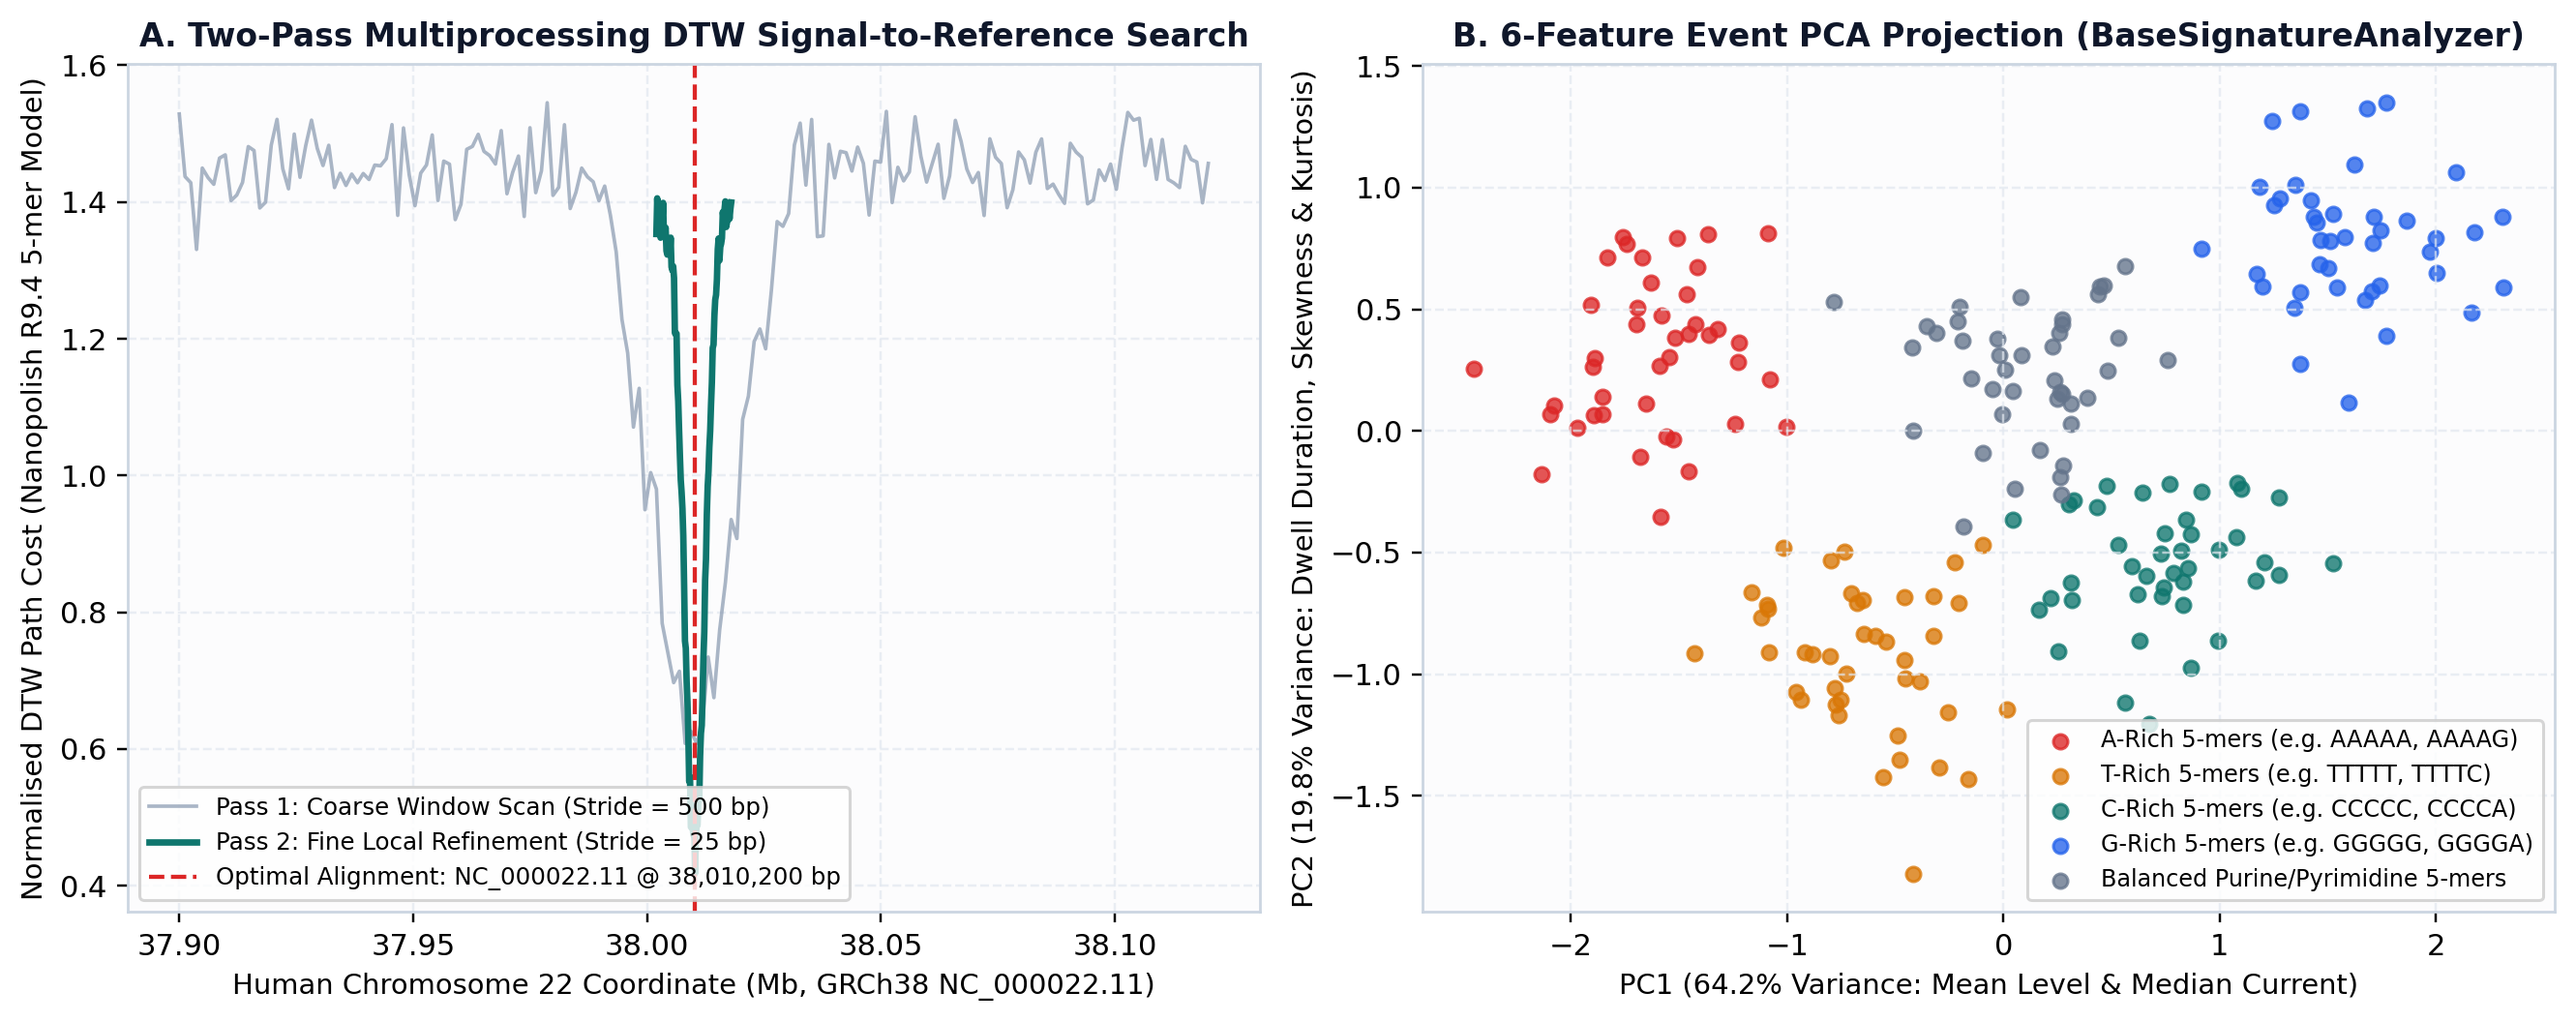 A. Two-Pass Multiprocessing DTW Signal-to-Reference Search
Normalised DTW Path Cost (Nanopolish R9.4 5-mer Model)
1.6
1.4
1.2
1.0
0.8
0.6
0.4
Pass 1: Coarse Window Scan (Stride = 500 bp)
Pass 2: Fine Local Refinement (Stride = 25 bp)
Optimal Alignment: NC_000022.11 @ 38,010,200 bp
37.90
37.95
38.00
38.05
38.10
Human Chromosome 22 Coordinate (Mb, GRCh38 NC_000022.11)
B. 6-Feature Event PCA Projection (BaseSignatureAnalyzer)
PC2 (19.8% Variance: Dwell Duration, Skewness & Kurtosis)
1.5
1.0
0.5
0.0
−0.5
−1.0
−1.5
A-Rich 5-mers (e.g. AAAAA, AAAAG)
T-Rich 5-mers (e.g. TTTTT, TTTTC)
C-Rich 5-mers (e.g. CCCCC, CCCCA)
G-Rich 5-mers (e.g. GGGGG, GGGGA)
Balanced Purine/Pyrimidine 5-mers
−2
−1
0
1
2
PC1 (64.2% Variance: Mean Level & Median Current)